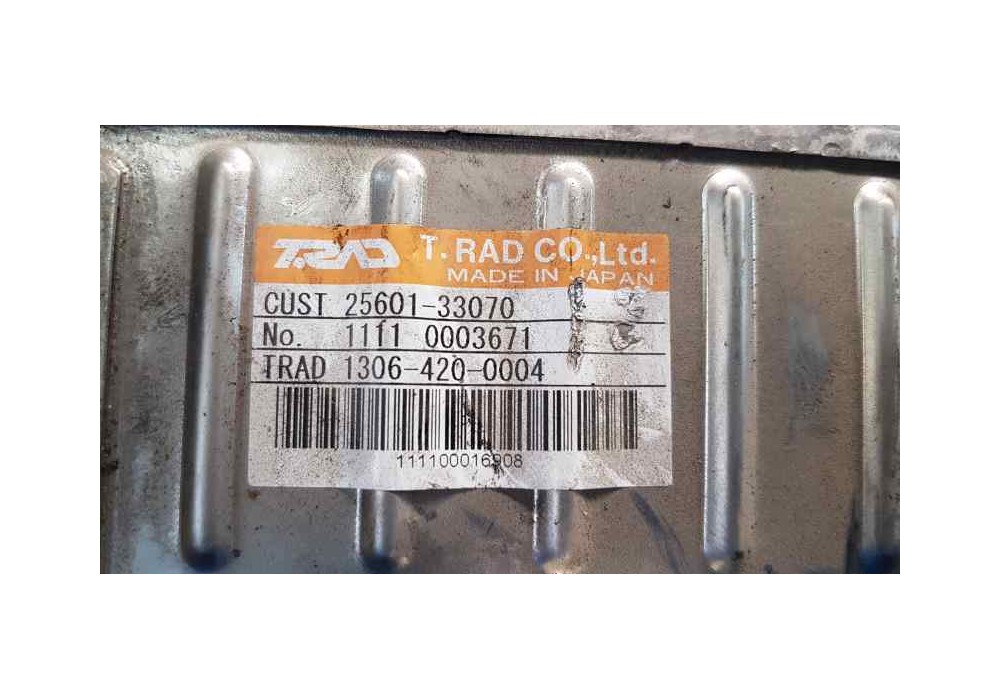 T.RAD T. RAD CO.,Ltd.
MADE IN JAPAN
CUST 25601-33070
No. 1111 0003671
TRAD 1306-420-0004
111100016908